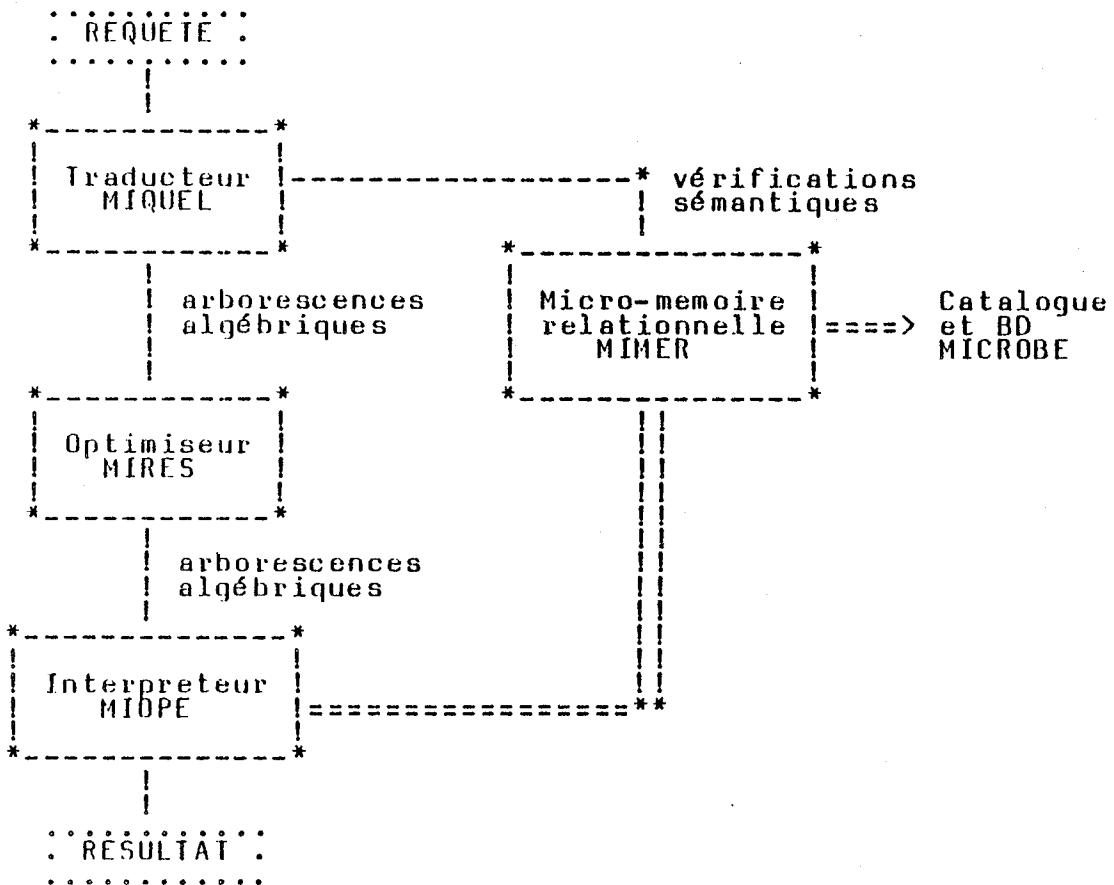 REQUETE
Traducteur
MIQUEL
vérifications
sémantiques
arborescences
algébriques
Micro-memoire
relationnelle
MIMER
Catalogue
et BD
MICROBE
Optimiseur
MIRES
arborescences
algébriques
Interpreteur
MIOPE
RESULTAT